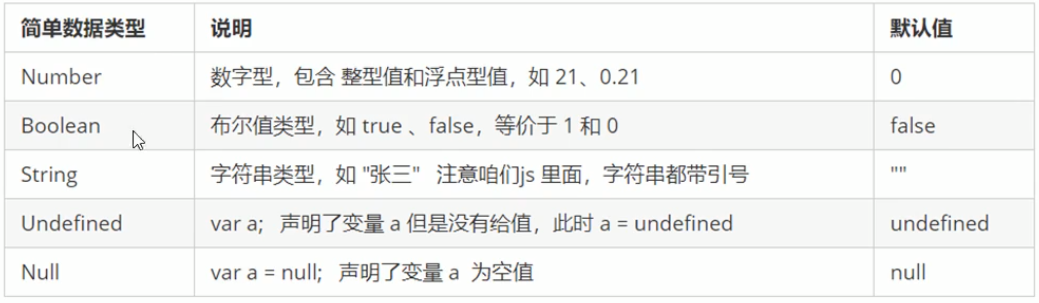 简单数据类型 说明 默认值
Number 数字型，包含 整型值和浮点型值，如 21、0.21 0
Boolean 布尔值类型，如 true 、false，等价于 1 和 0 false
String 字符串类型，如 "张三" 注意咱们js 里面，字符串都带引号 ""
Undefined var a; 声明了变量 a 但是没有给值，此时 a = undefined undefined
Null var a = null; 声明了变量 a 为空值 null